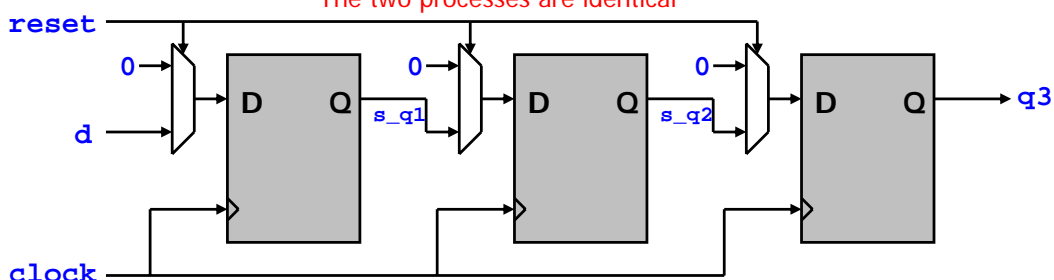 The two processes are identical
reset
0 0 0
D Q D Q D Q q3
s_q1 s_q2
d
clock